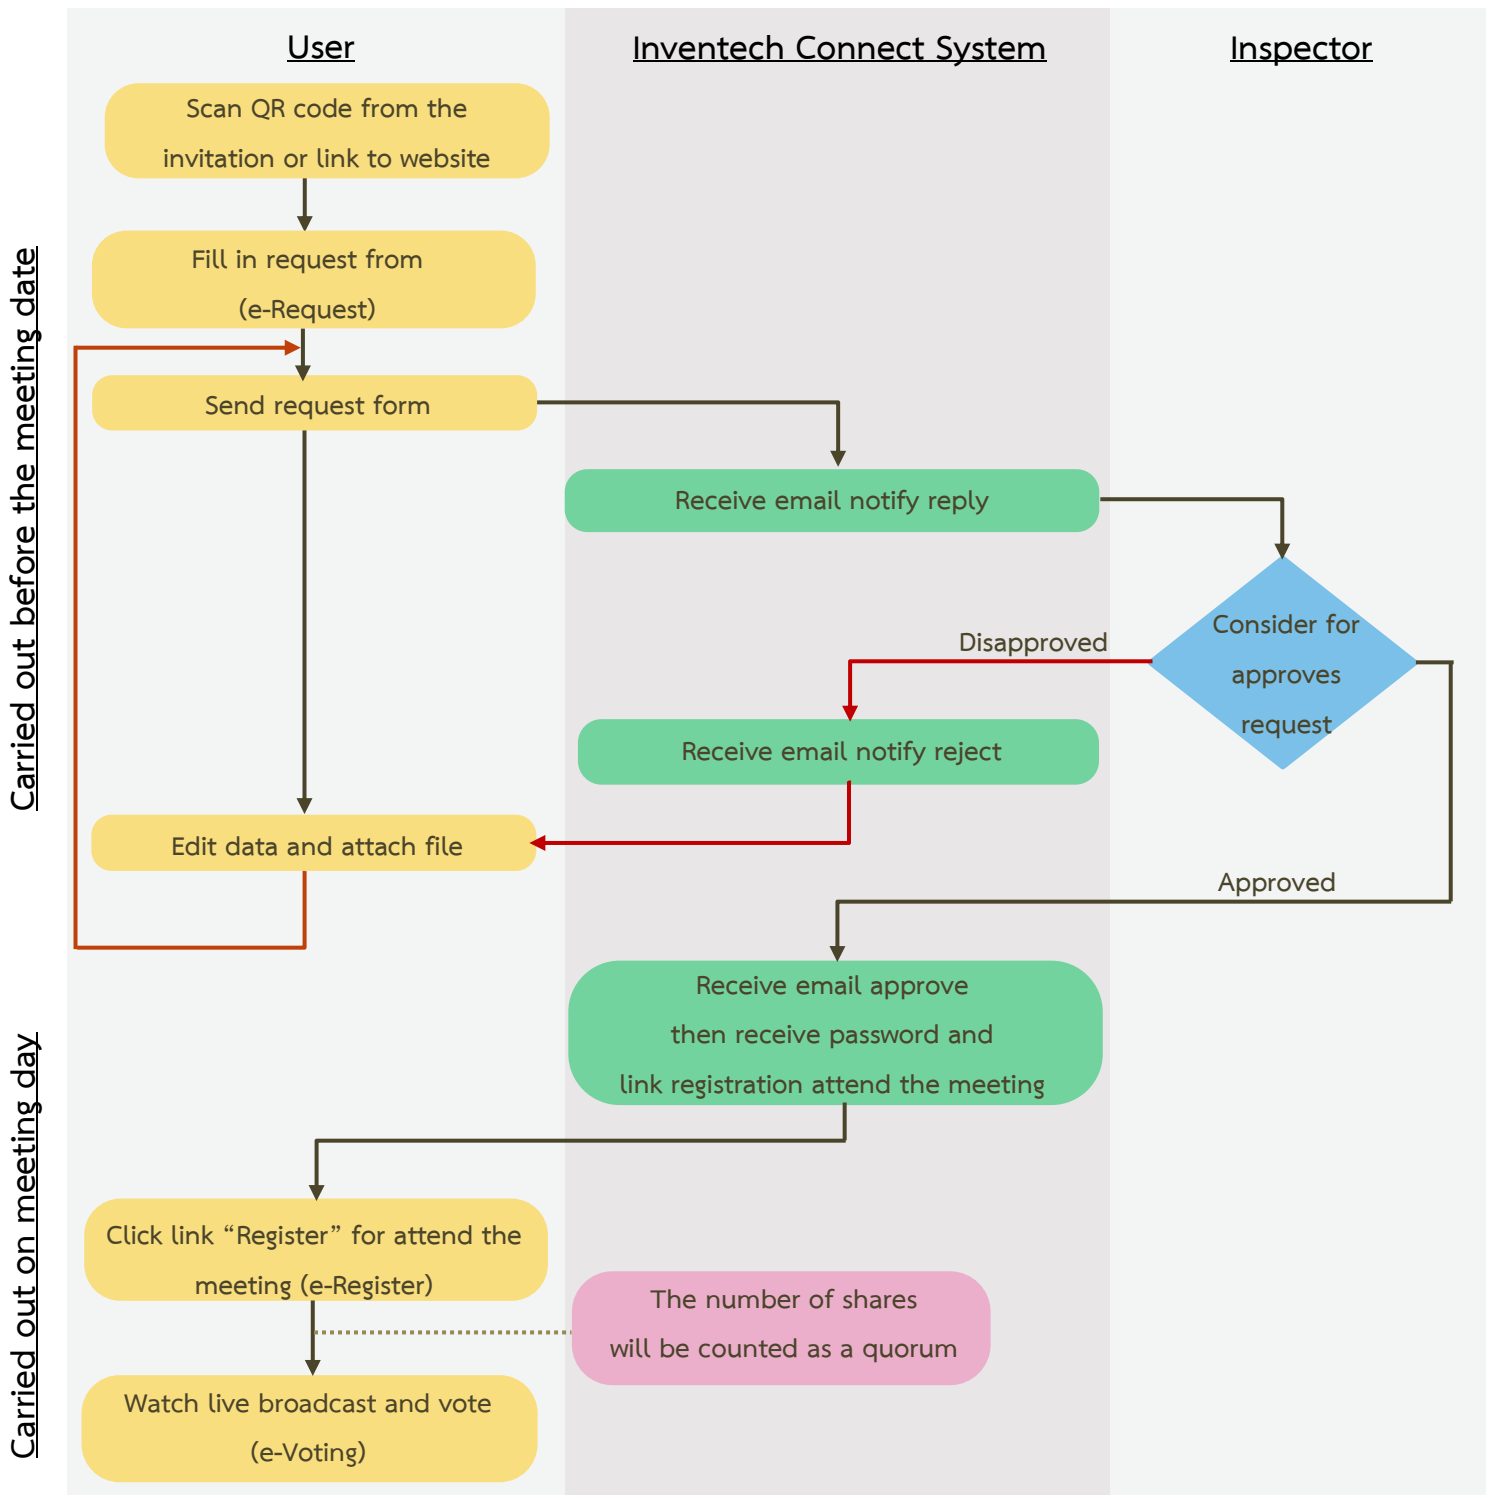 User
Inventech Connect System
Inspector
Carried out before the meeting date
Scan QR code from the
invitation or link to website
Fill in request from
(e-Request)
Send request form
Receive email notify reply
Consider for
approves
request
Disapproved
Receive email notify reject
Edit data and attach file
Approved
Receive email approve
then receive password and
link registration attend the meeting
Carried out on meeting day
Click link “Register” for attend the
meeting (e-Register)
The number of shares
will be counted as a quorum
Watch live broadcast and vote
(e-Voting)